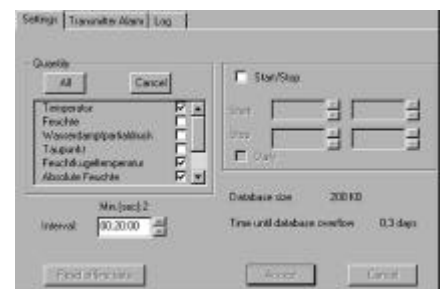 Settings Transmitter Alarm Log
Quantity
All Cancel
Start/Stop
Temperatur
Feuchte
Wasserdampfpartialdruck
Taupunkt
Feuchtkugeltemperatur
Absolute Feuchte
Start
Stop
Daily
Min.(sec):2
Interval: 00:20:00
Database size 200 KB
Time until database overflow 0,3 days
Accept Cancel